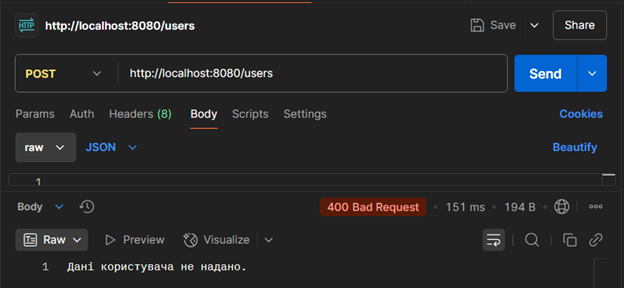 HTTP http://localhost:8080/users Save Share
POST http://localhost:8080/users Send
Params Auth Headers (8) Body Scripts Settings Cookies
raw JSON Beautify
1
Body 400 Bad Request • 151 ms • 194 B
Raw Preview Visualize
1 Дані користувача не надано.